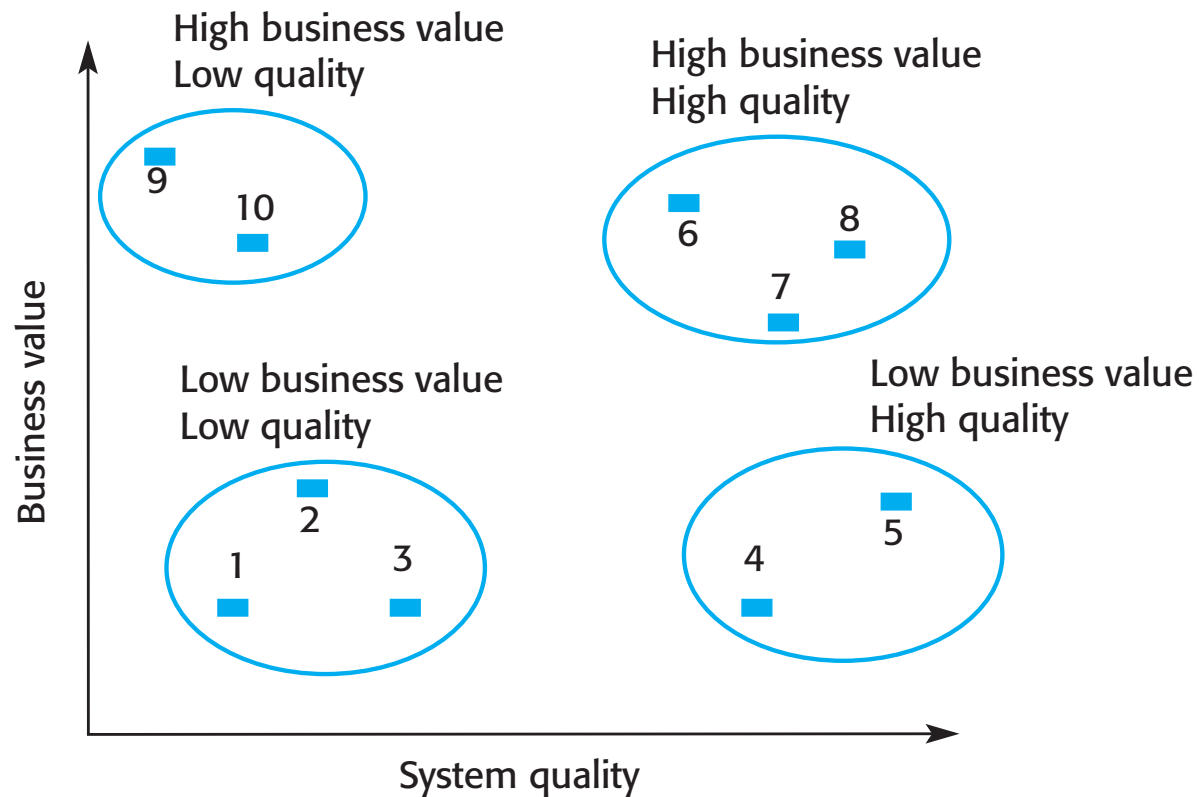 High business value
Low quality
High business value
High quality
9
10
6
8
7
Business value
Low business value
Low quality
Low business value
High quality
2
1
3
5
4
System quality